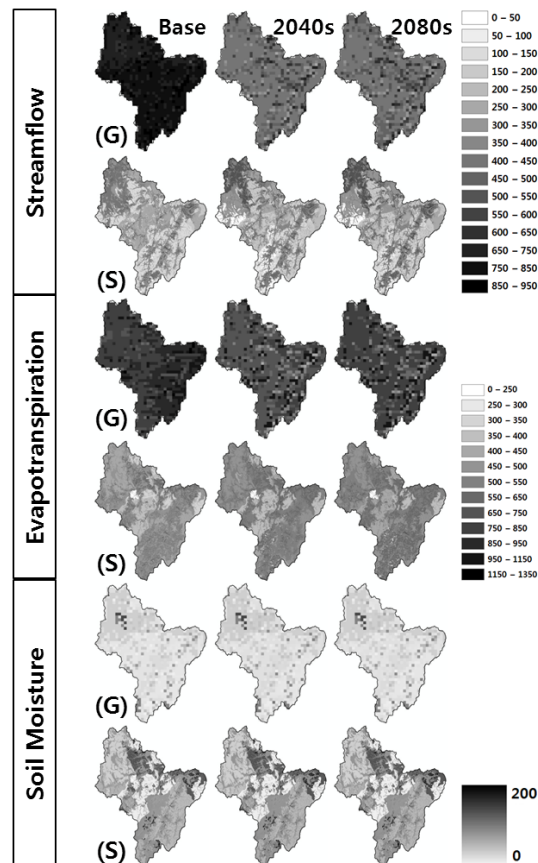 Base 2040s 2080s
Streamflow
(G)
(S)
0 – 50
50 – 100
100 – 150
150 – 200
200 – 250
250 – 300
300 – 350
350 – 400
400 – 450
450 – 500
500 – 550
550 – 600
600 – 650
650 – 750
750 – 850
850 – 950
Evapotranspiration
(G)
(S)
0 – 250
250 – 300
300 – 350
350 – 400
400 – 450
450 – 500
500 – 550
550 – 650
650 – 750
750 – 850
850 – 950
950 – 1150
1150 – 1350
Soil Moisture
(G)
(S)
200
0